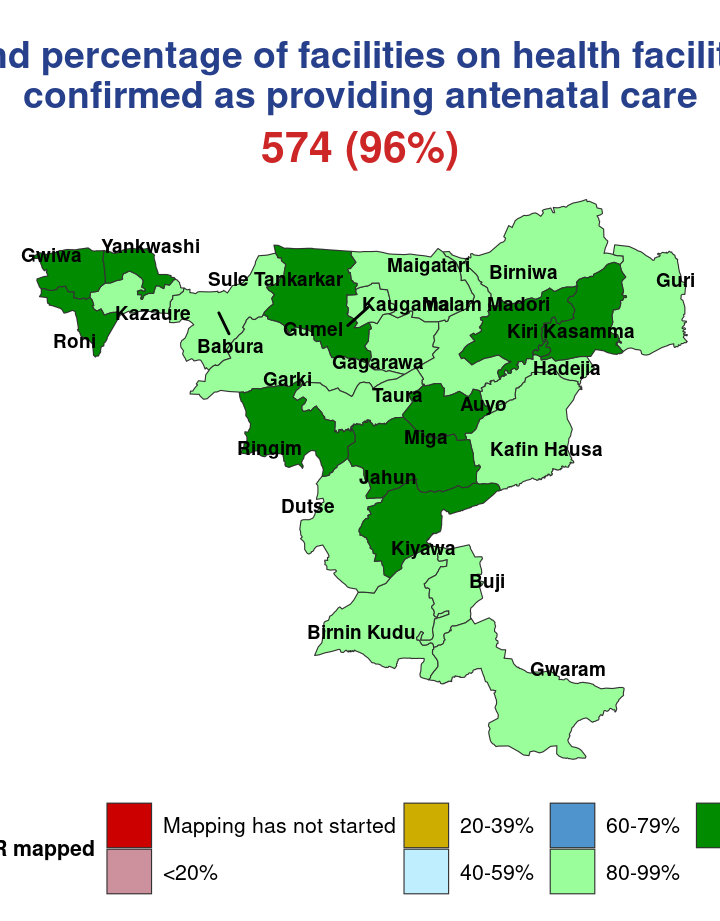 nd percentage of facilities on health facilit
confirmed as providing antenatal care
574 (96%)
Gwiwa
Yankwashi
Sule Tankarkar
Maigatari
Birniwa
Guri
Kazaure
Kaugama
Malam Madori
Roni
Babura
Gumel
Kiri Kasamma
Gagarawa
Hadejia
Garki
Taura
Auyo
Ringim
Miga
Kafin Hausa
Jahun
Dutse
Kiyawa
Buji
Birnin Kudu
Gwaram
R mapped
Mapping has not started
20-39%
60-79%
<20%
40-59%
80-99%